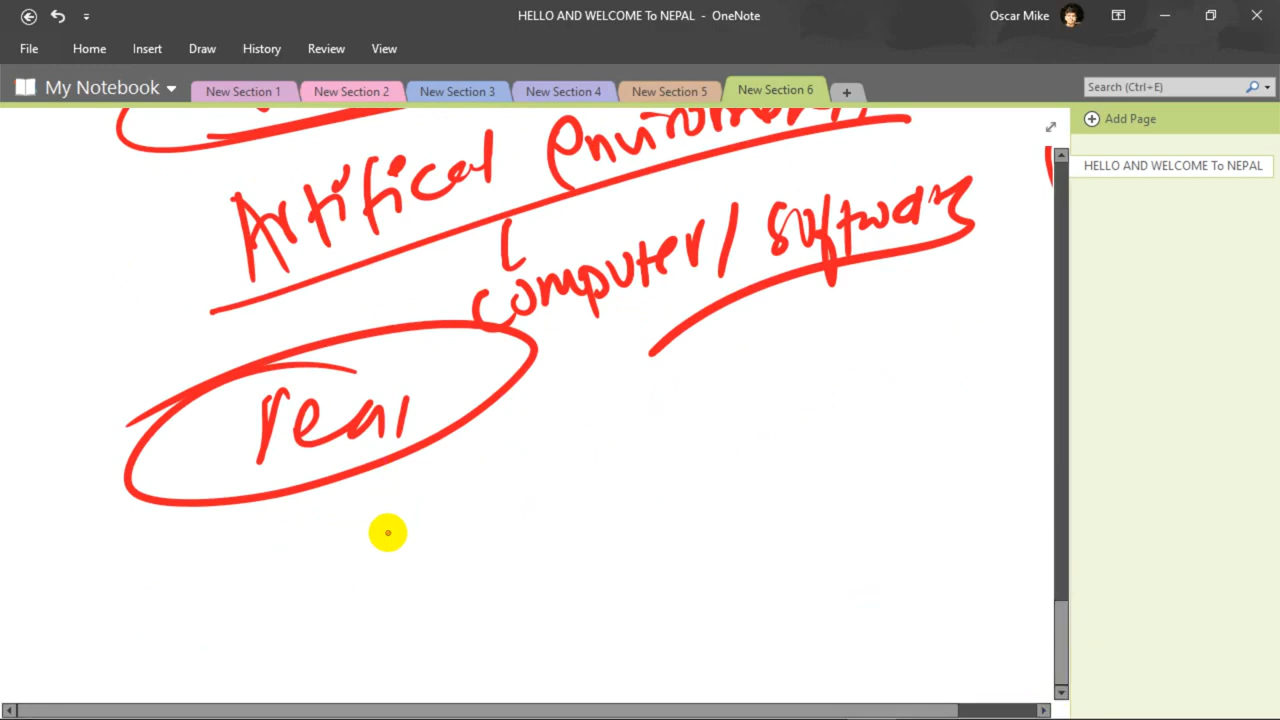 HELLO AND WELCOME To NEPAL - OneNote
Oscar Mike
File Home Insert Draw History Review View
My Notebook
New Section 1 New Section 2 New Section 3 New Section 4 New Section 5 New Section 6
Search (Ctrl+E)
Add Page
HELLO AND WELCOME To NEPAL
Artifical
computer/ software
real